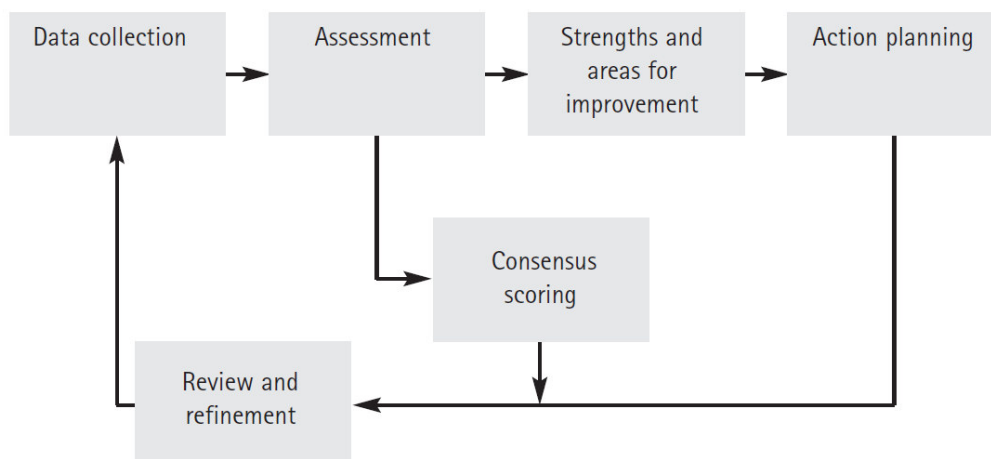 Data collection
Assessment
Strengths and
areas for
improvement
Action planning
Consensus
scoring
Review and
refinement